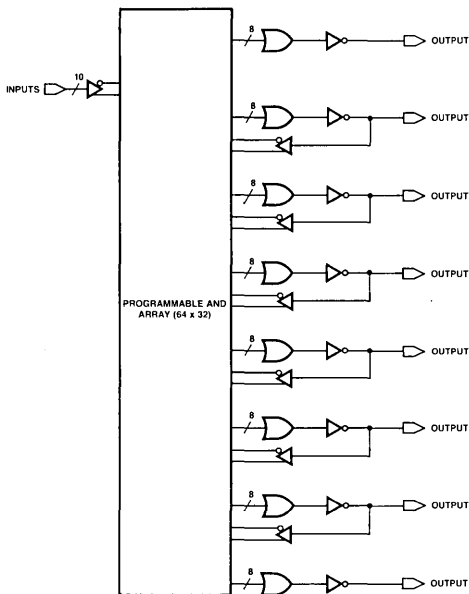 8
OUTPUT
INPUTS
10
8
OUTPUT
8
OUTPUT
8
OUTPUT
PROGRAMMABLE AND
ARRAY (64 x 32)
8
OUTPUT
8
OUTPUT
8
OUTPUT
8
OUTPUT